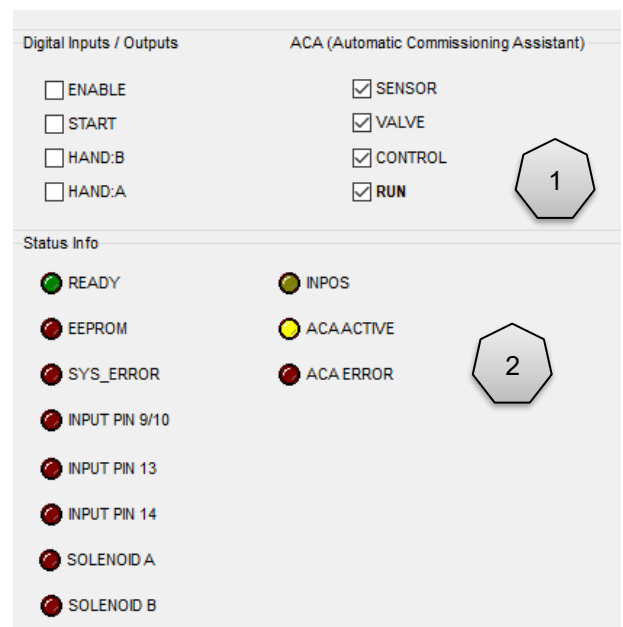 Digital Inputs / Outputs
ENABLE
START
HAND:B
HAND:A
ACA (Automatic Commissioning Assistant)
SENSOR
VALVE
CONTROL
RUN
1
Status Info
READY
EEPROM
SYS_ERROR
INPUT PIN 9/10
INPUT PIN 13
INPUT PIN 14
SOLENOID A
SOLENOID B
INPOS
ACA ACTIVE
ACA ERROR
2